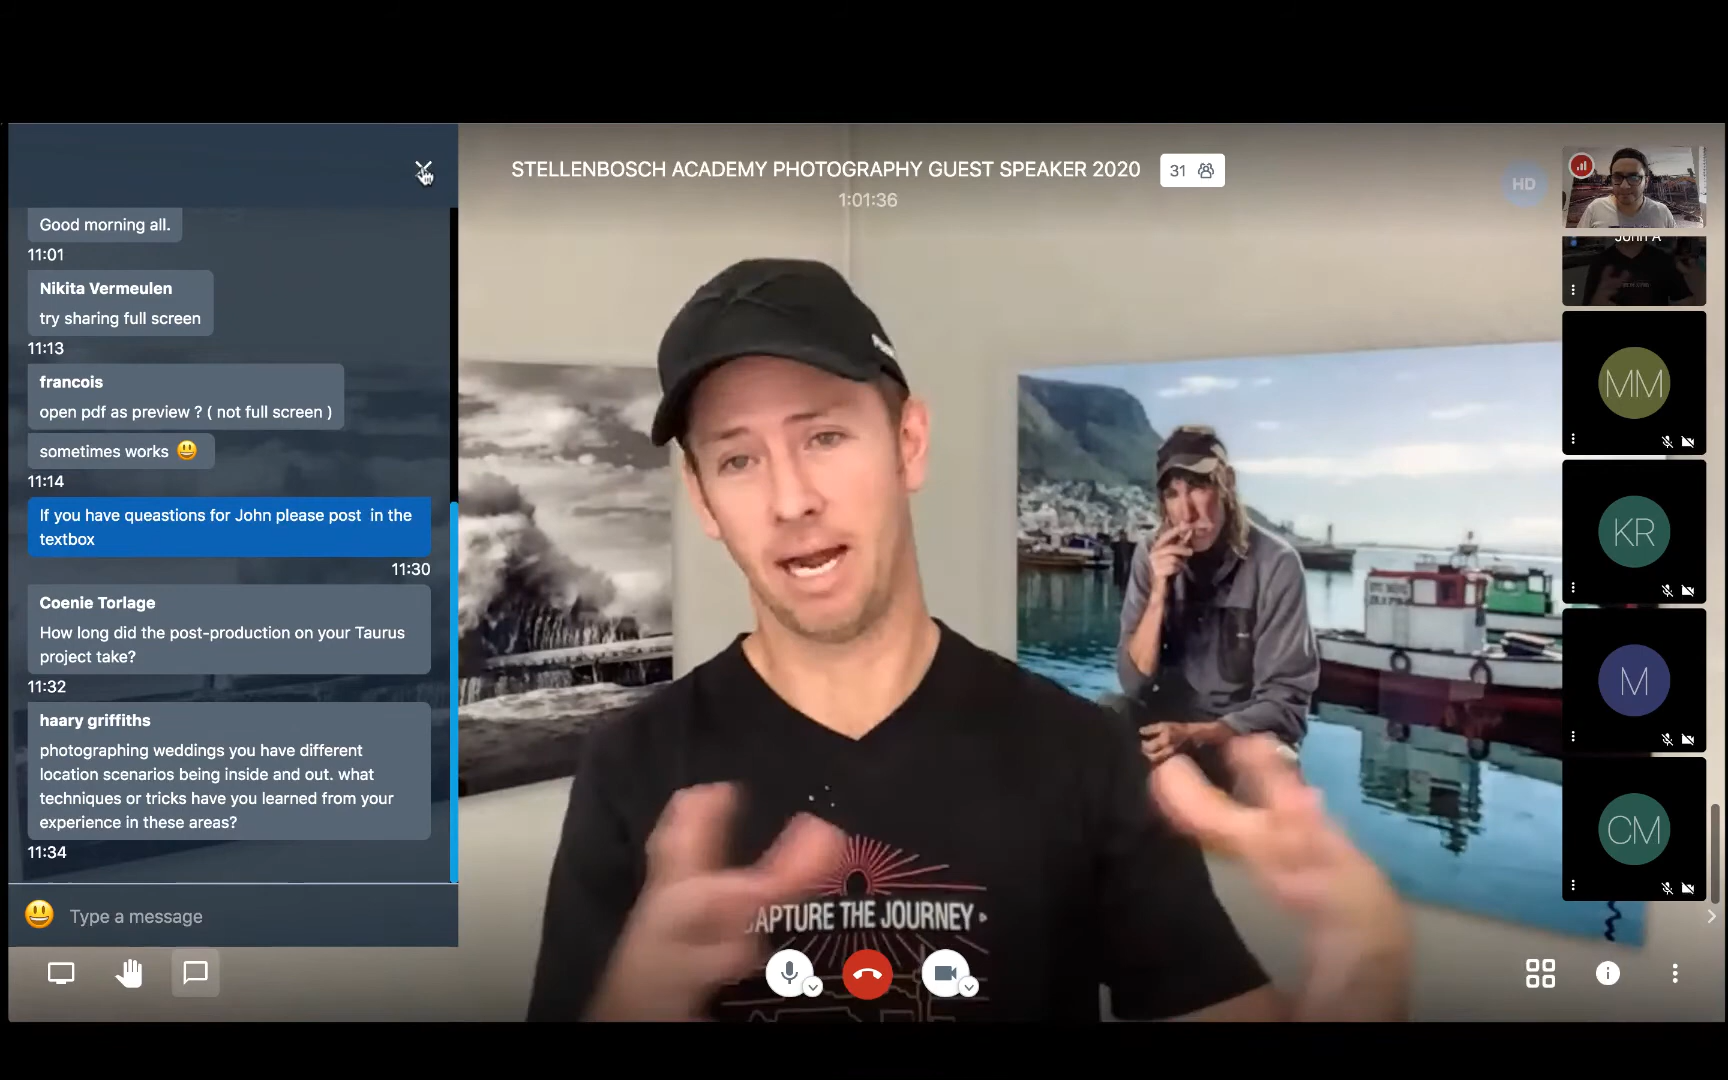 STELLENBOSCH ACADEMY PHOTOGRAPHY GUEST SPEAKER 2020
31
1:01:36
HD
Good morning all.
11:01
Nikita Vermeulen
try sharing full screen
11:13
francois
open pdf as preview ? ( not full screen )
sometimes works 😃
11:14
If you have queastions for John please post  in the
textbox
11:30
Coenie Torlage
How long did the post-production on your Taurus
project take?
11:32
haary griffiths
photographing weddings you have different
location scenarios being inside and out. what
techniques or tricks have you learned from your
experience in these areas?
11:34
Type a message
CAPTURE THE JOURNEY
John A
MM
KR
M
CM